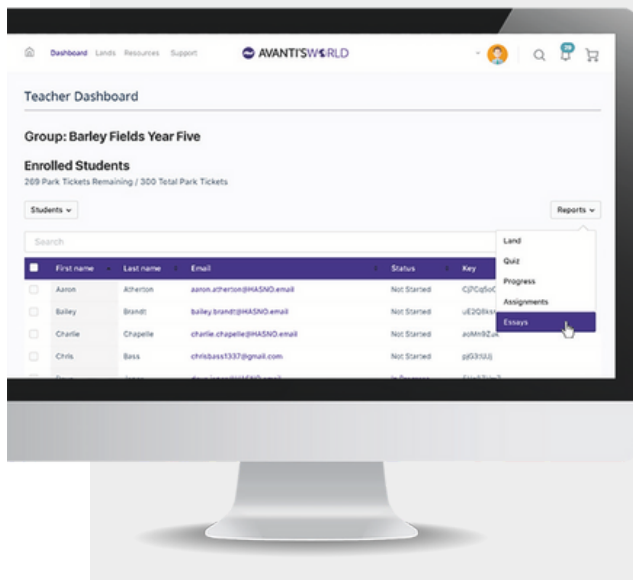 Dashboard Lands Resources Support AVANTI'S WORLD 29
Teacher Dashboard
Group: Barley Fields Year Five
Enrolled Students
269 Park Tickets Remaining / 300 Total Park Tickets
Students Reports
Search
Land
Quiz
Progress
Assignments
Essays
First name Last name Email Status Key
Aaron Atherton aaron.atherton@HASNO.email Not Started
Bailey Brandt bailey.brandt@HASNO.email Not Started
Charlie Chapelle charlie.chapelle@HASNO.email Not Started
Chris Bass chrisbass1337@gmail.com Not Started